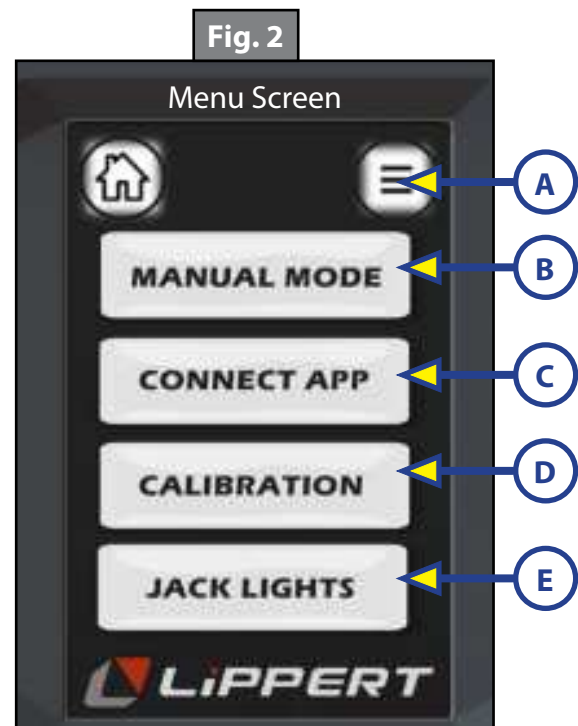 Fig. 2
Menu Screen
A
MANUAL MODE
B
CONNECT APP
C
CALIBRATION
D
JACK LIGHTS
E
LiPPERT